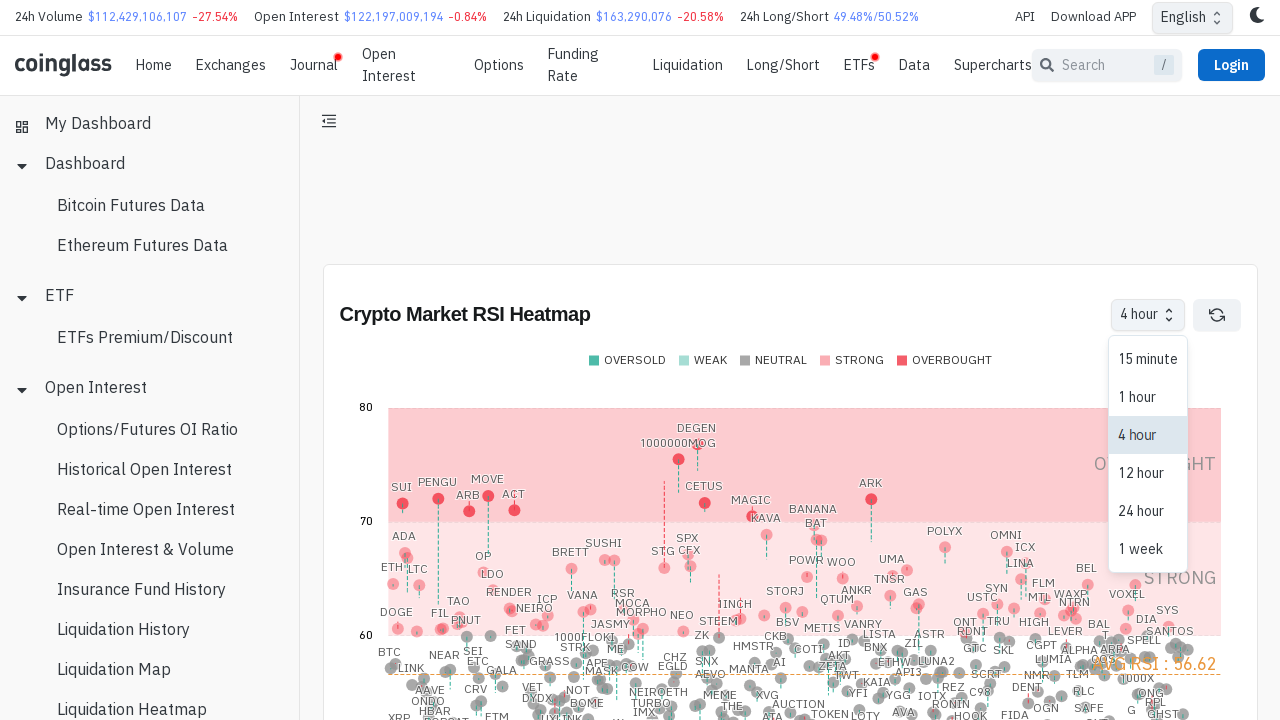 24h Volume $112,429,106,107 -27.54% Open Interest $122,197,009,194 -0.84% 24h Liquidation $163,290,076 -20.58% 24h Long/Short 49.48%/50.52% API Download APP English
coinglass Home Exchanges Journal Open Interest Options Funding Rate Liquidation Long/Short ETFs Data Supercharts Search / Login
My Dashboard
Dashboard
Bitcoin Futures Data
Ethereum Futures Data
ETF
ETFs Premium/Discount
Open Interest
Options/Futures OI Ratio
Historical Open Interest
Real-time Open Interest
Open Interest & Volume
Insurance Fund History
Liquidation History
Liquidation Map
Liquidation Heatmap
Crypto Market RSI Heatmap
4 hour
15 minute
1 hour
4 hour
12 hour
24 hour
1 week
OVERSOLD WEAK NEUTRAL STRONG OVERBOUGHT
80
DEGEN
1000000MOG
SUI PENGU ARB MOVE ACT CETUS MAGIC ARK
70
KAVA BANANA
BAT POLYX OMNI
ADA OP BRETT SUSHI STG SPX
CFX POWR WOO UMA ICX
LINA
ETH LTC LDO BEL
STRONG
RENDER ICP VANA RSR 1INCH STORJ ANKR TNSR GAS SYN FLM VOXEL
DOGE FIL TAO NEIRO MOCA
MORPHO NEO STEEM BSV QTUM USTC MTL WAXP
NTRN DIA SYS
60
PNUT FET JASMY METIS VANRY ONT TRU HIGH LEVER BAL SANTOS
BTC SEI SAND 1000FLOKI ME ZK CKB ID LISTA ASTR RDNT SPELL
LINK NEAR ETC GRASS STRK CHZ SNX HMSTR COTI AKT BNX ZIL GTC SKL CGPT ALPHA ARPA
AVG RSI : 56.62
GALA APE
MASK COW EGLD AEVO MANTA AI ZETA ETHW LUNA2 API3 SCRT NMR LUMIA TLM
AAVE CRV VET NOT NEIROETH MEME XVG TWT KAIA REZ C98 DENT RLC 1000X
ONDO
HBAR DYDX BOME TURBO THE AUCTION YFI YGG IOTX RONIN OGN SAFE G ONG
RPL
XRP FTM UXLINK IMX ATA TOKEN LOTY AVA HOOK FIDA GHST